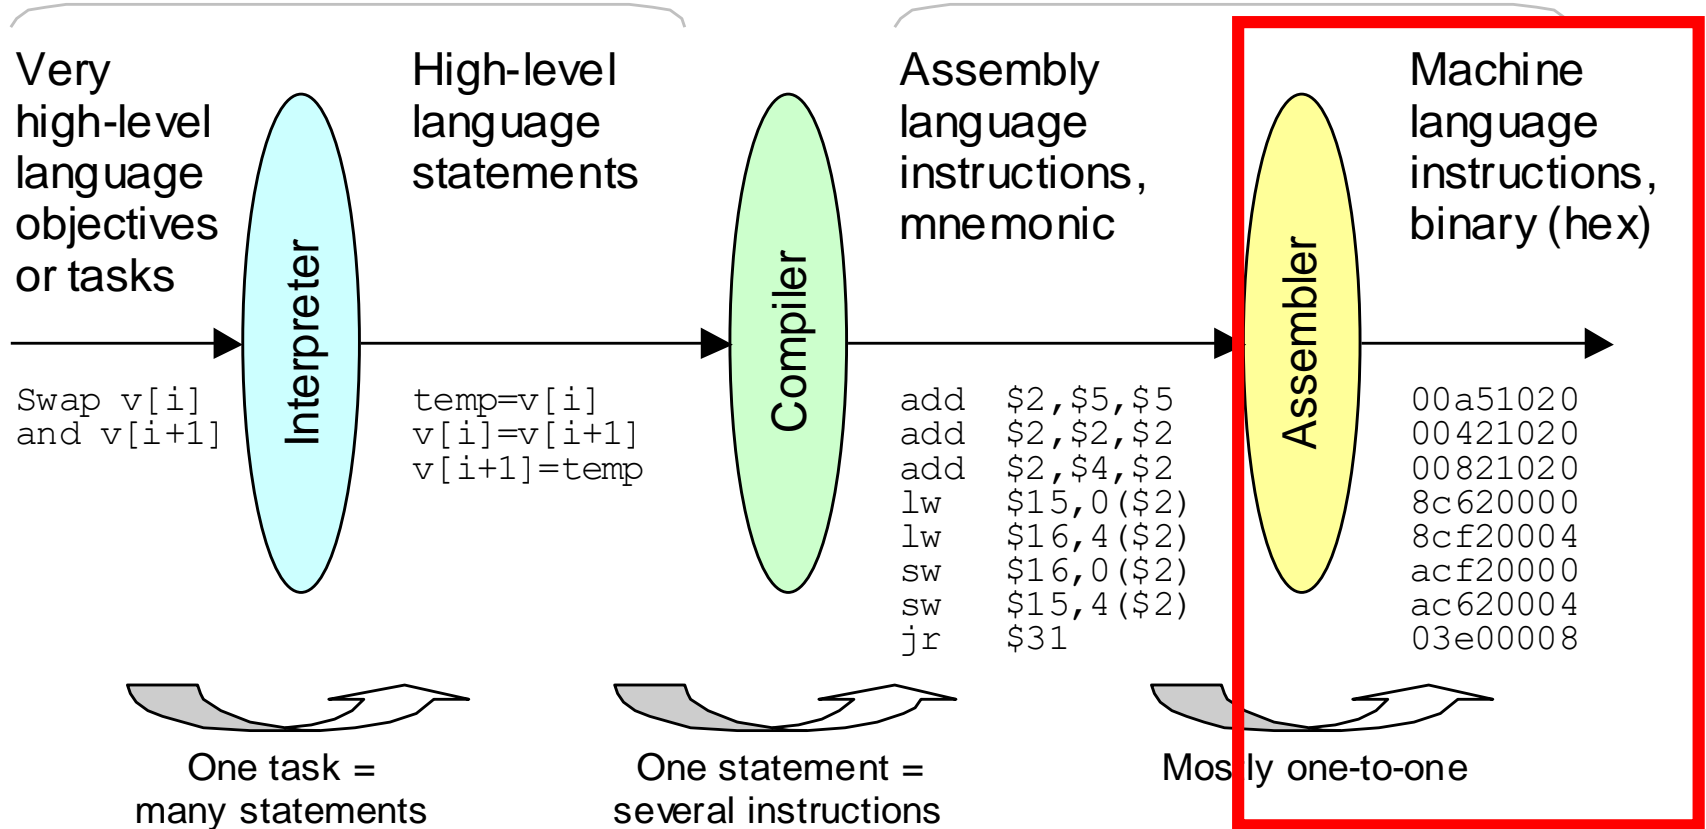 Very
high-level
language
objectives
or tasks
High-level
language
statements
Assembly
language
instructions,
mnemonic
Machine
language
instructions,
binary (hex)
Interpreter
Compiler
Assembler
Swap v[i]
and v[i+1]
temp=v[i]
v[i]=v[i+1]
v[i+1]=temp
add $2,$5,$5
add $2,$2,$2
add $2,$4,$2
lw $15,0($2)
lw $16,4($2)
sw $16,0($2)
sw $15,4($2)
jr $31
00a51020
00421020
00821020
8c620000
8cf20004
acf20000
ac620004
03e00008
One task =
many statements
One statement =
several instructions
Mostly one-to-one